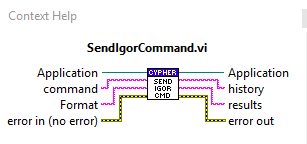 Context Help
SendIgorCommand.vi
Application CYPHER Application
command SEND history
Format IGOR results
error in (no error) CMD error out